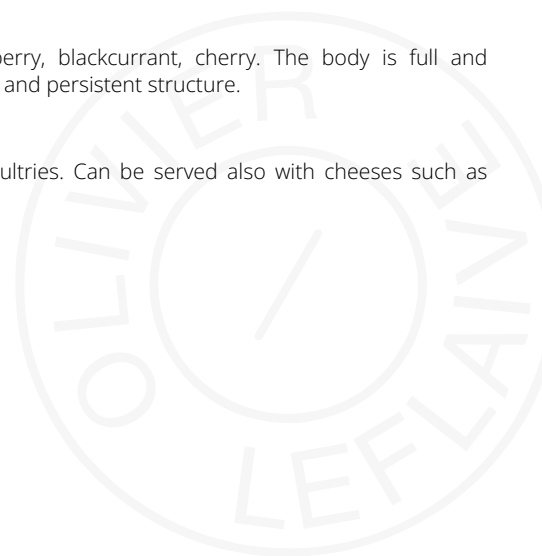 berry, blackcurrant, cherry. The body is full and
and persistent structure.
ultries. Can be served also with cheeses such as
OLIVIER
LEFLAIVE